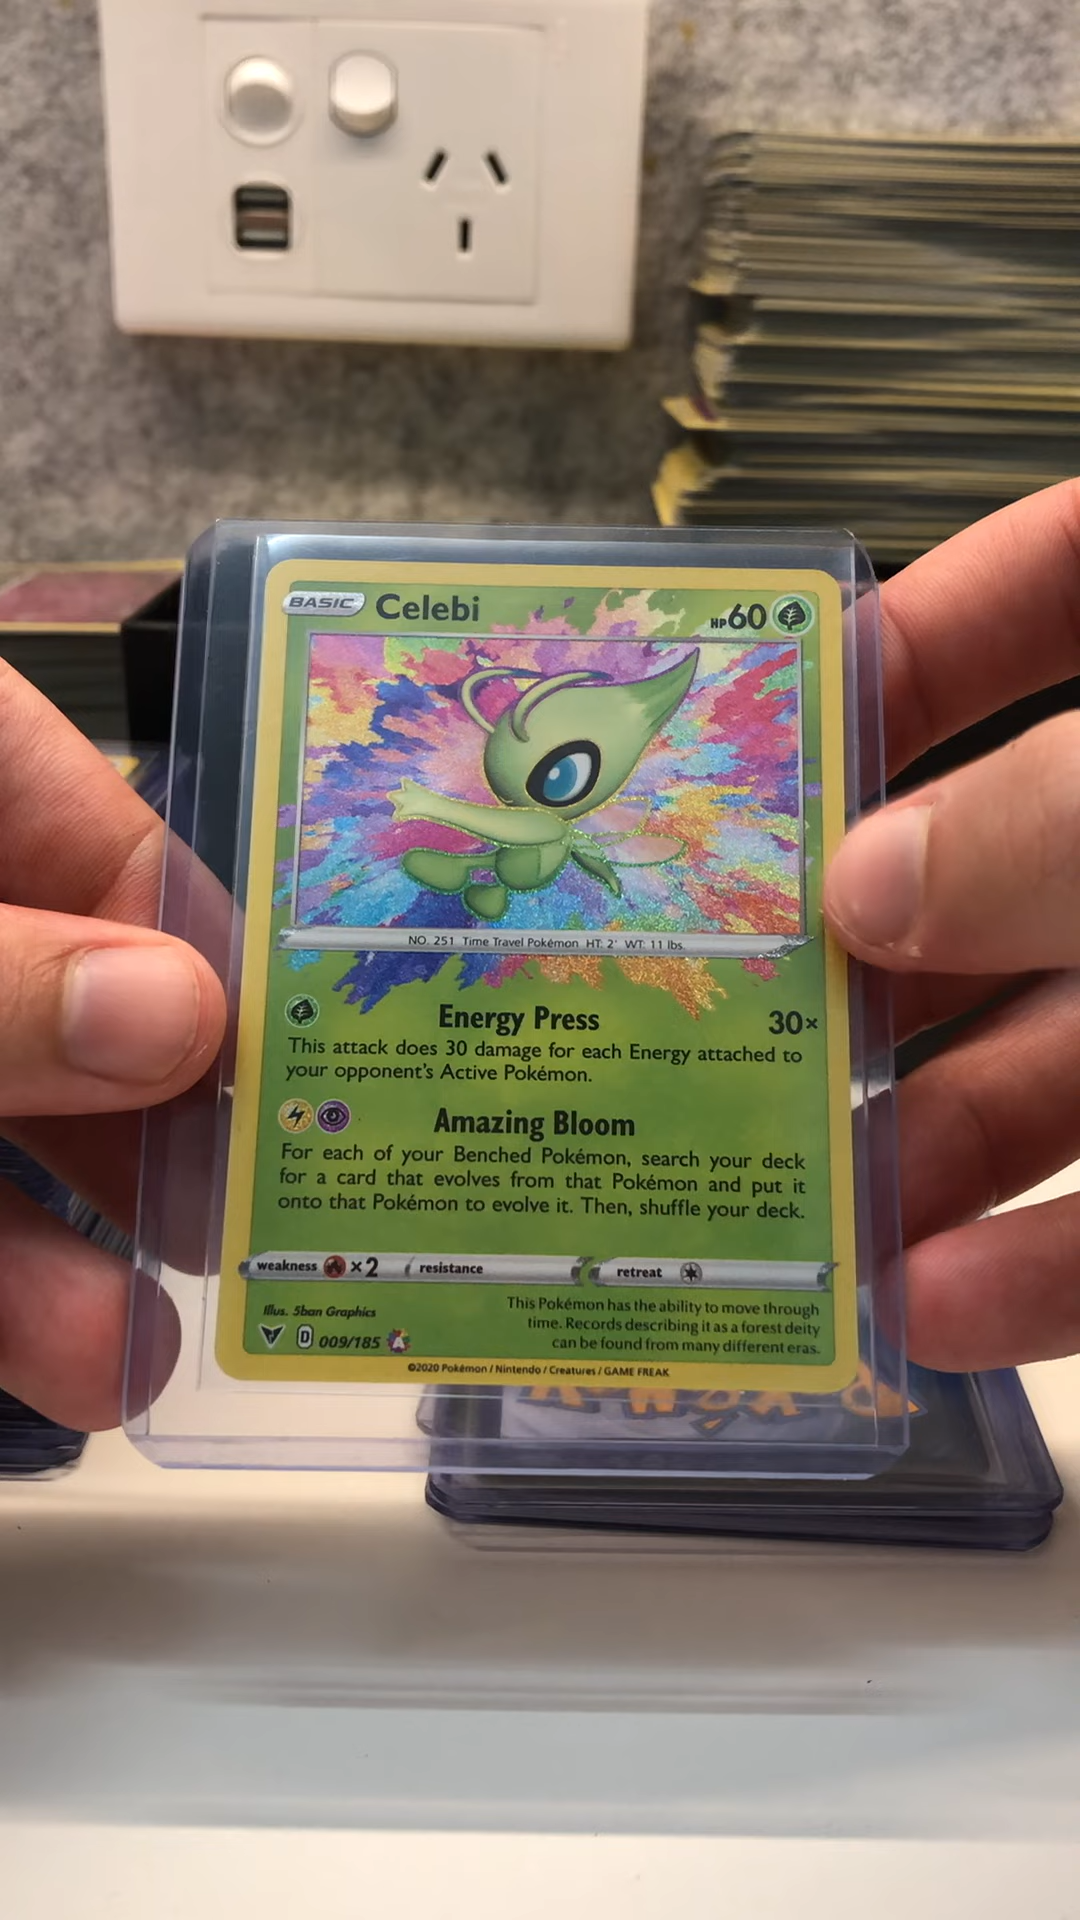 BASIC Celebi HP60
NO. 251 Time Travel Pokémon HT: 2' WT: 11 lbs.
Energy Press 30×
This attack does 30 damage for each Energy attached to
your opponent's Active Pokémon.
Amazing Bloom
For each of your Benched Pokémon, search your deck
for a card that evolves from that Pokémon and put it
onto that Pokémon to evolve it. Then, shuffle your deck.
weakness ×2 resistance retreat
Illus. 5ban Graphics
This Pokémon has the ability to move through
time. Records describing it as a forest deity
can be found from many different eras.
D 009/185 A
©2020 Pokémon / Nintendo / Creatures / GAME FREAK